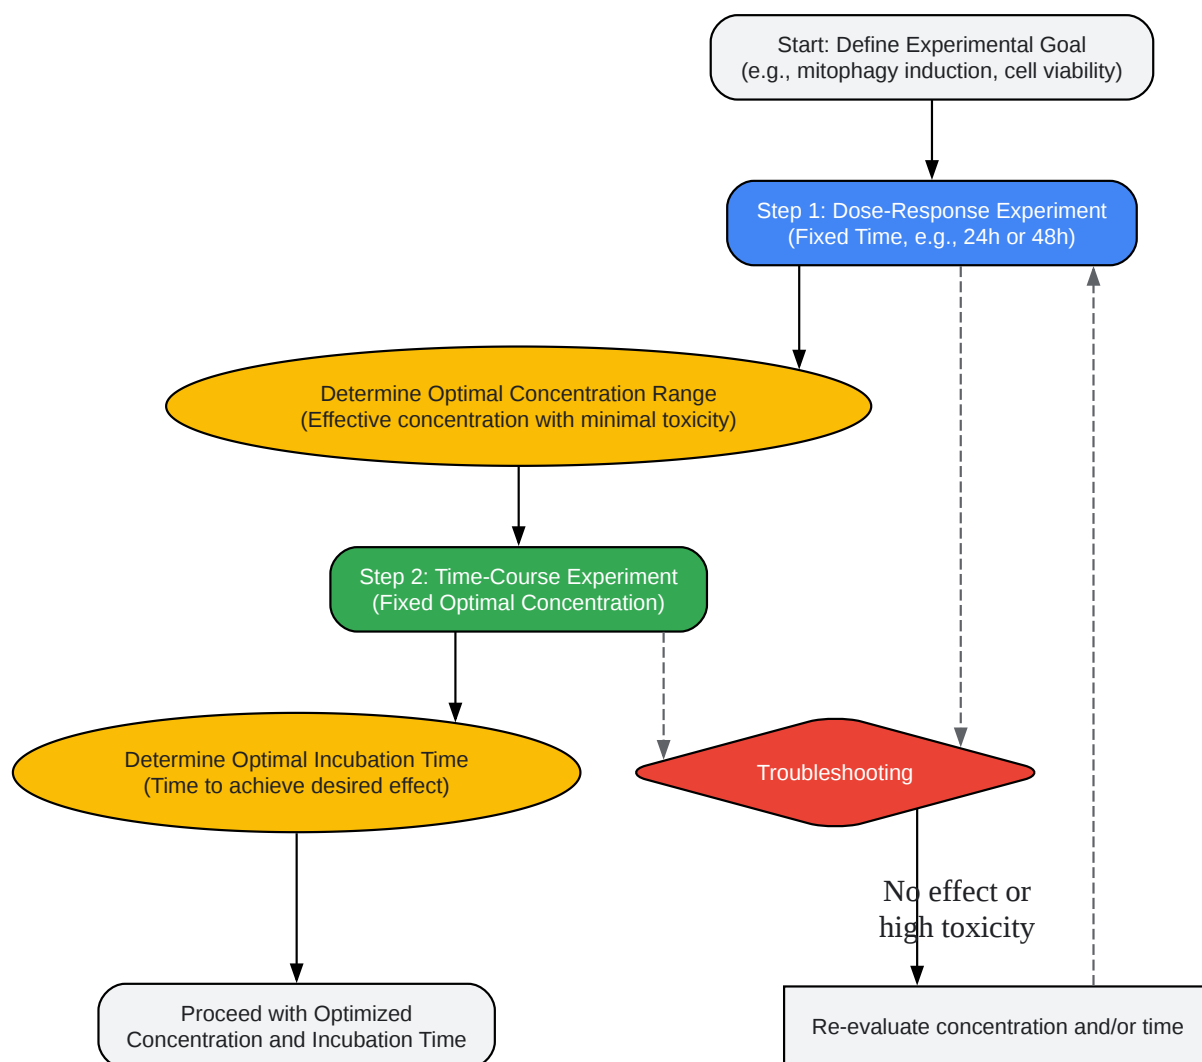 Start: Define Experimental Goal
(e.g., mitophagy induction, cell viability)
Step 1: Dose-Response Experiment
(Fixed Time, e.g., 24h or 48h)
Determine Optimal Concentration Range
(Effective concentration with minimal toxicity)
Step 2: Time-Course Experiment
(Fixed Optimal Concentration)
Determine Optimal Incubation Time
(Time to achieve desired effect)
Troubleshooting
No effect or
high toxicity
Proceed with Optimized
Concentration and Incubation Time
Re-evaluate concentration and/or time